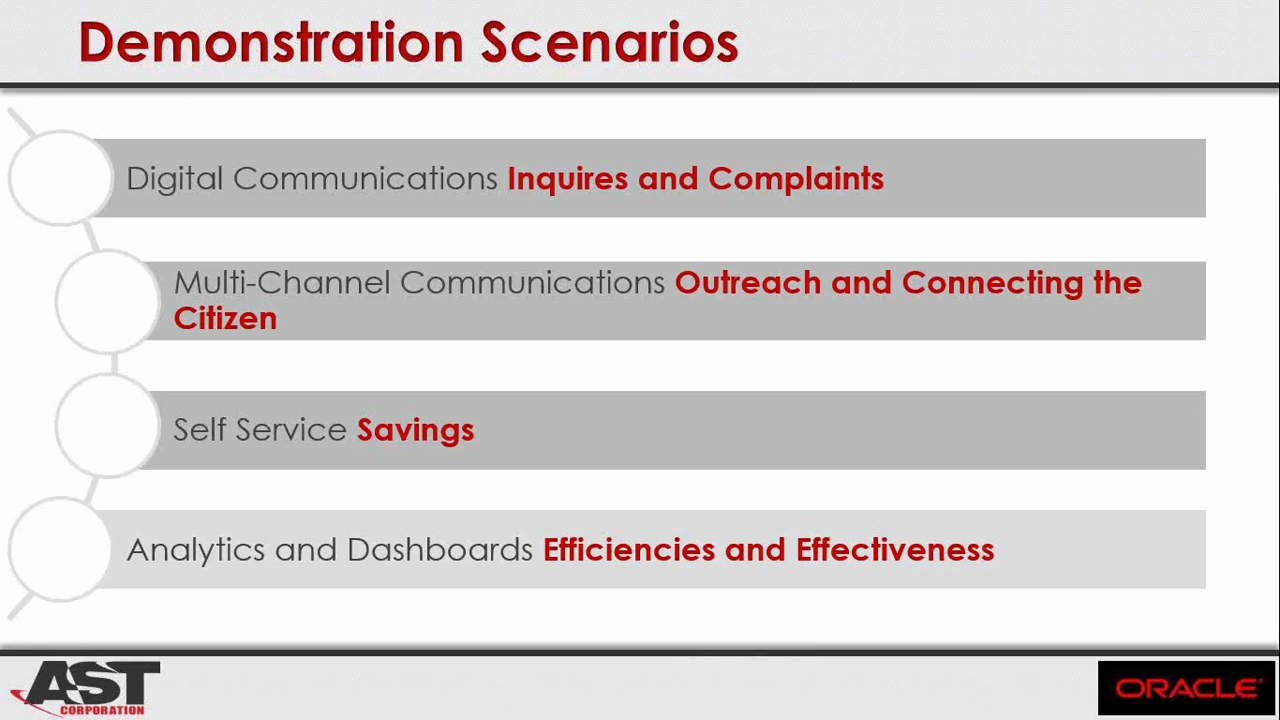 Demonstration Scenarios
Digital Communications Inquires and Complaints
Multi-Channel Communications Outreach and Connecting the
Citizen
Self Service Savings
Analytics and Dashboards Efficiencies and Effectiveness
AST
CORPORATION
ORACLE